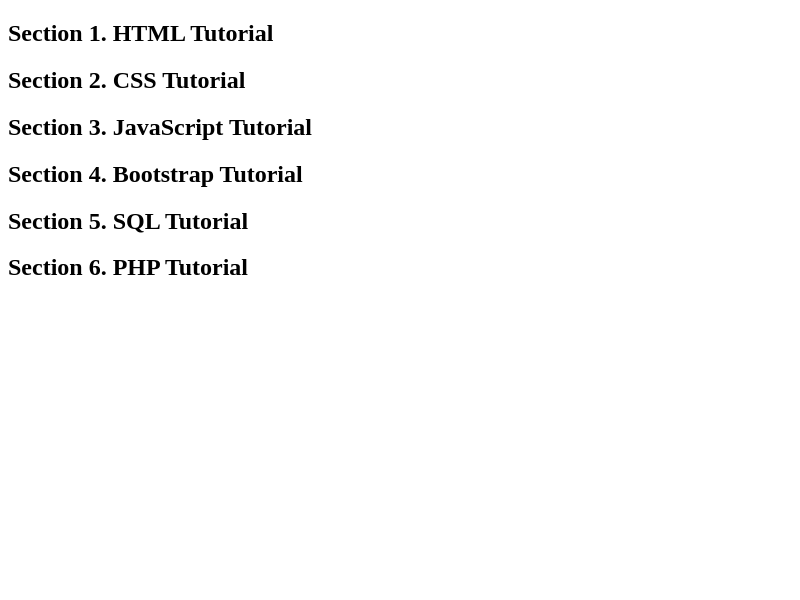 Section 1. HTML Tutorial
Section 2. CSS Tutorial
Section 3. JavaScript Tutorial
Section 4. Bootstrap Tutorial
Section 5. SQL Tutorial
Section 6. PHP Tutorial